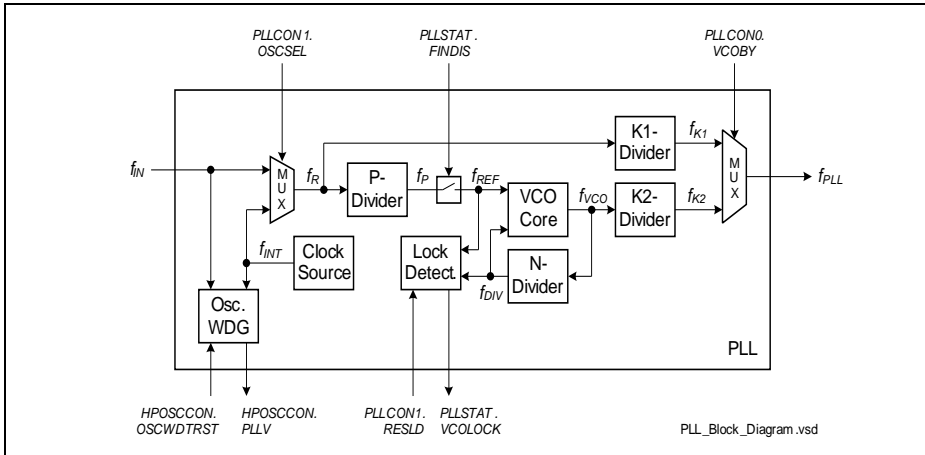 PLLCON1.
OSCSEL
PLLSTAT.
FINDIS
PLLCON0.
VCOBY
fIN
MUX
fR
P-
Divider
fP
fREF
VCO
Core
fVCO
K1-
Divider
fK1
K2-
Divider
fK2
MUX
fPLL
fINT
Clock
Source
Lock
Detect.
fDIV
N-
Divider
Osc.
WDG
PLL
HPOSCCON.
OSCWDTRST
HPOSCCON.
PLLV
PLLCON1.
RESLD
PLLSTAT.
VCOLOCK
PLL_Block_Diagram.vsd